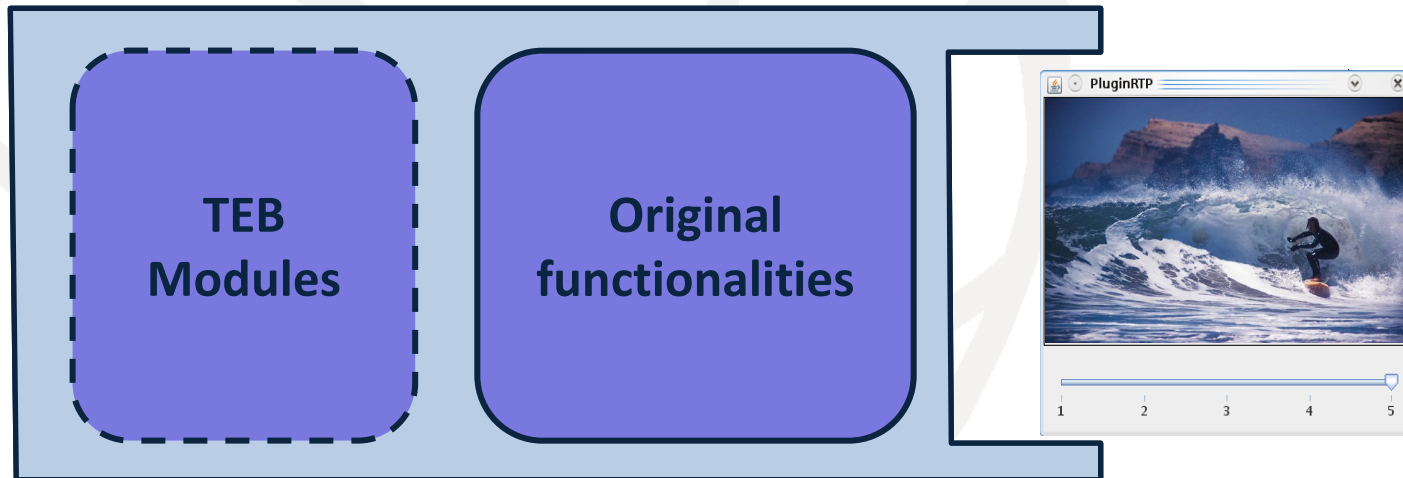 TEB
Modules
Original
functionalities
PluginRTP
1 2 3 4 5